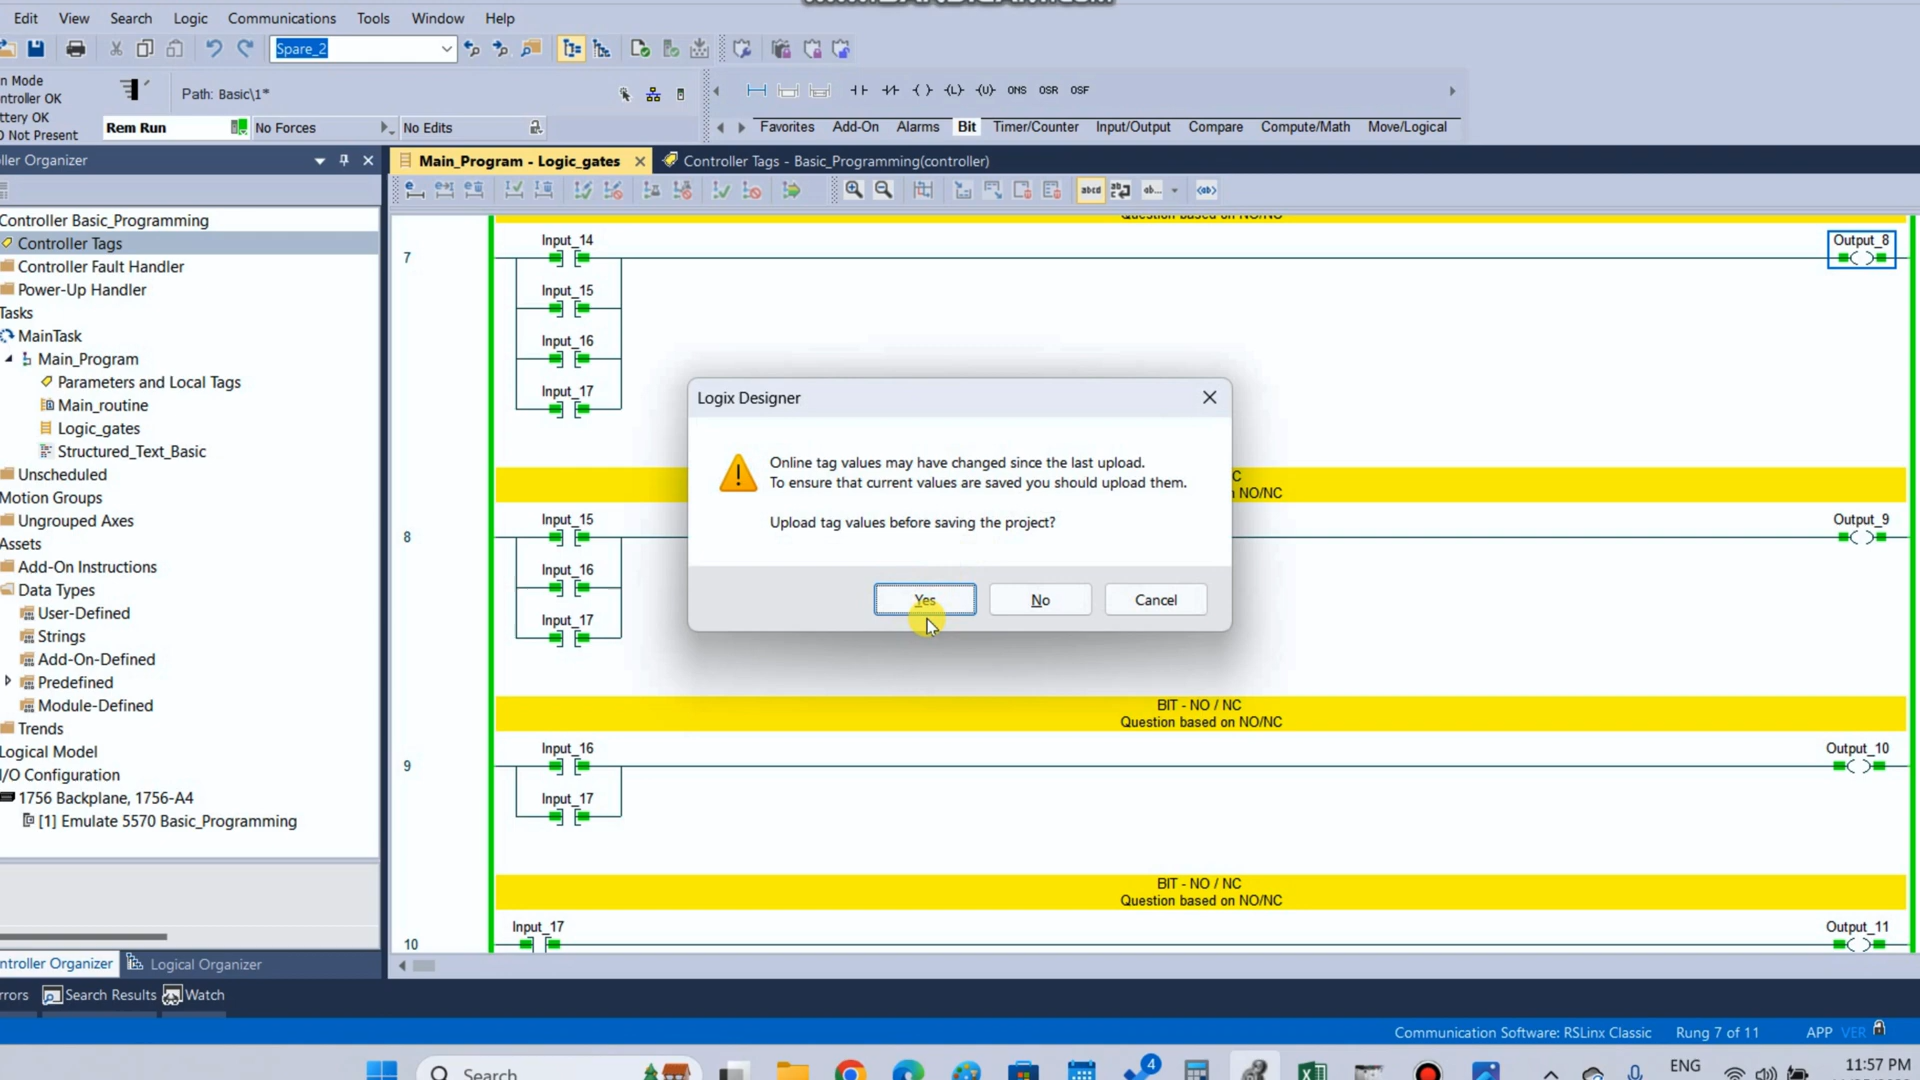 Edit View Search Logic Communications Tools Window Help
Spare_2
n Mode
ntroller OK
ttery OK
O Not Present
Path: Basic\1*
Rem Run
No Forces
No Edits
ONS OSR OSF
Favorites Add-On Alarms Bit Timer/Counter Input/Output Compare Compute/Math Move/Logical
ller Organizer
Main_Program - Logic_gates
Controller Tags - Basic_Programming(controller)
Controller Basic_Programming
Controller Tags
Controller Fault Handler
Power-Up Handler
Tasks
MainTask
Main_Program
Parameters and Local Tags
Main_routine
Logic_gates
Structured_Text_Basic
Unscheduled
Motion Groups
Ungrouped Axes
Assets
Add-On Instructions
Data Types
User-Defined
Strings
Add-On-Defined
Predefined
Module-Defined
Trends
Logical Model
I/O Configuration
1756 Backplane, 1756-A4
[1] Emulate 5570 Basic_Programming
ntroller Organizer
Logical Organizer
abcd
ab...
Question based on NO/NC
7
Input_14
Output_8
Input_15
Input_16
Input_17
C
n NO/NC
8
Input_15
Output_9
Input_16
Input_17
BIT - NO / NC
Question based on NO/NC
9
Input_16
Output_10
Input_17
BIT - NO / NC
Question based on NO/NC
10
Input_17
Output_11
Logix Designer
Online tag values may have changed since the last upload.
To ensure that current values are saved you should upload them.
Upload tag values before saving the project?
Yes No Cancel
rrors Search Results Watch
Communication Software: RSLinx Classic Rung 7 of 11 APP VER
Search
4
ENG
11:57 PM